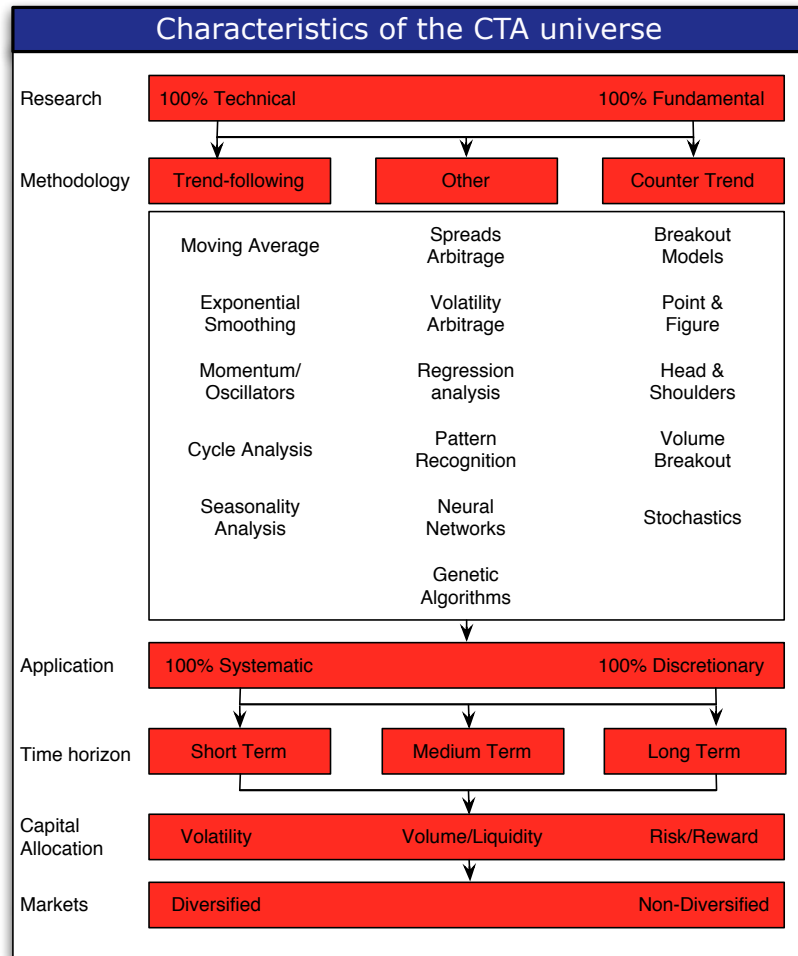 Characteristics of the CTA universe
Research
100% Technical
100% Fundamental
Methodology
Trend-following
Other
Counter Trend
Moving Average
Spreads
Arbitrage
Breakout
Models
Exponential
Smoothing
Volatility
Arbitrage
Point &
Figure
Momentum/
Oscillators
Regression
analysis
Head &
Shoulders
Cycle Analysis
Pattern
Recognition
Volume
Breakout
Seasonality
Analysis
Neural
Networks
Stochastics
Genetic
Algorithms
Application
100% Systematic
100% Discretionary
Time horizon
Short Term
Medium Term
Long Term
Capital
Allocation
Volatility
Volume/Liquidity
Risk/Reward
Markets
Diversified
Non-Diversified